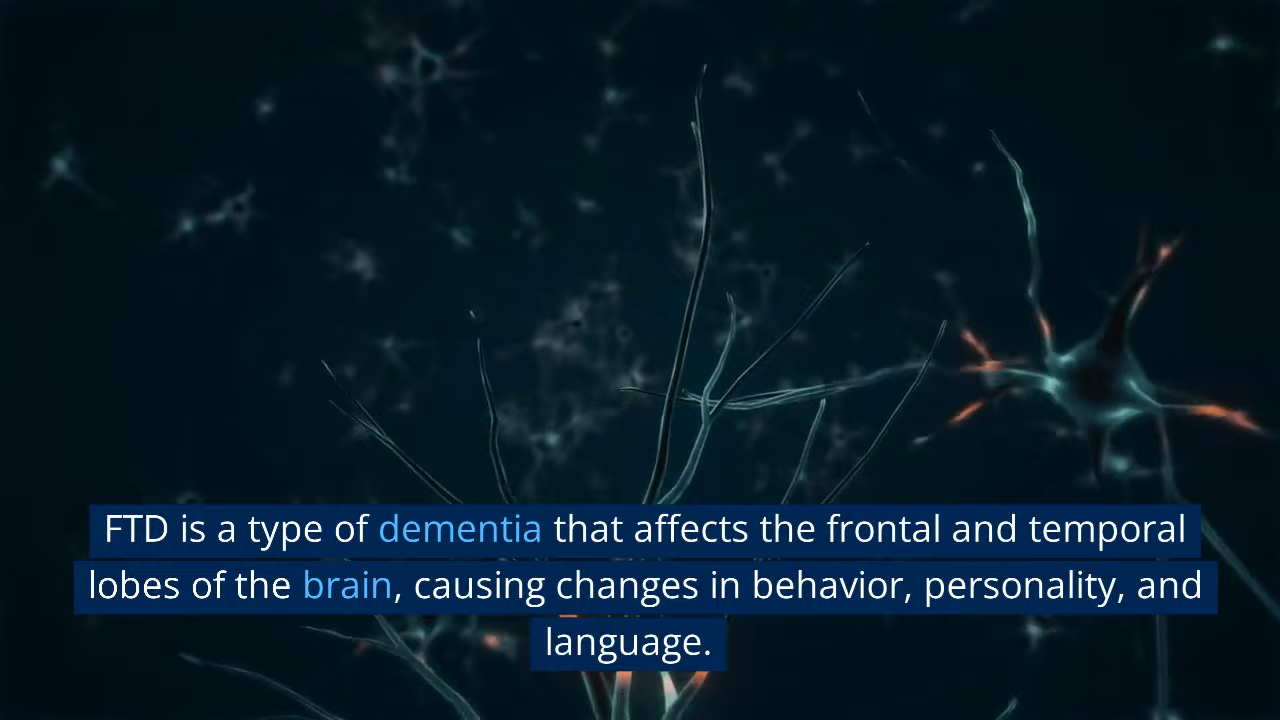 FTD is a type of dementia that affects the frontal and temporal
lobes of the brain, causing changes in behavior, personality, and
language.